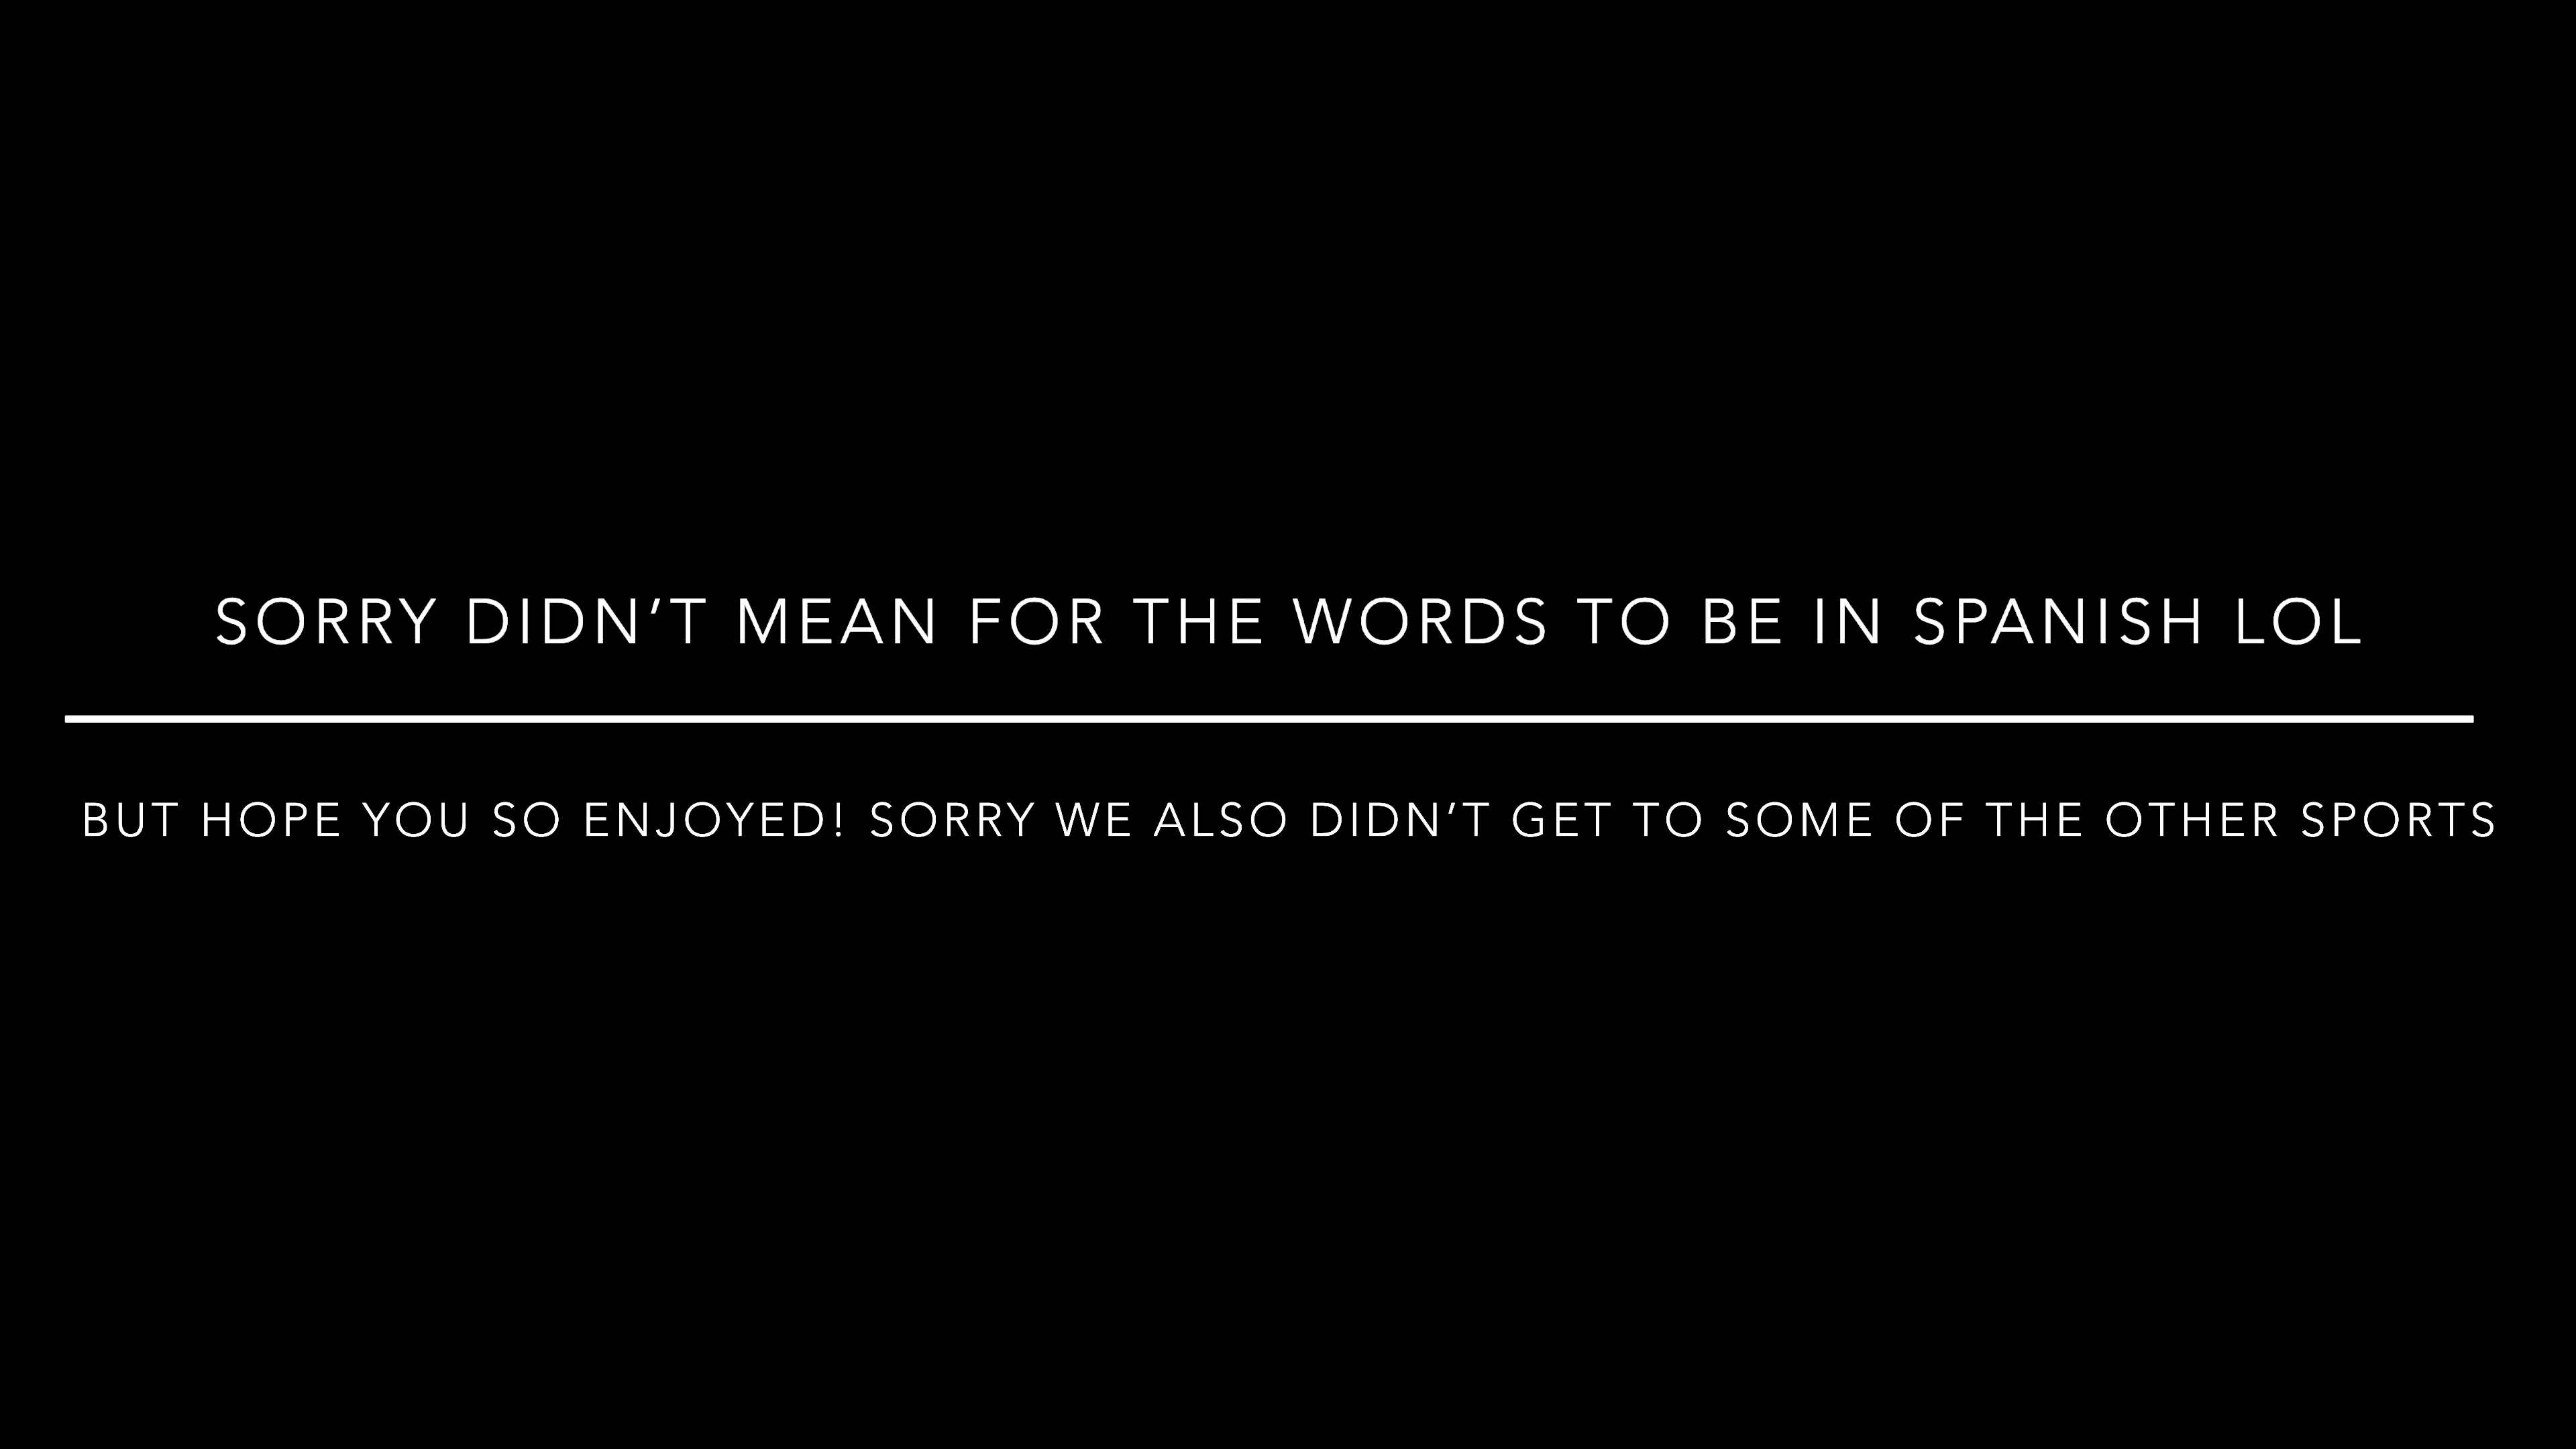 SORRY DIDN’T MEAN FOR THE WORDS TO BE IN SPANISH LOL
BUT HOPE YOU SO ENJOYED! SORRY WE ALSO DIDN’T GET TO SOME OF THE OTHER SPORTS